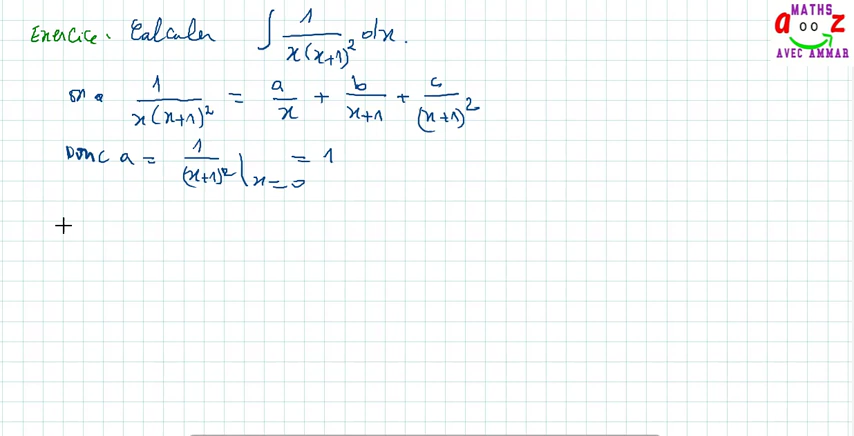 MATHS
a oo z
AVEC AMMAR
Exercice. Calculer ∫ 1/(x(x+1)²) dx.
on a 1/(x(x+1)²) = a/x + b/(x+1) + c/(x+1)²
Donc a = 1/(x+1)² |x=0 = 1